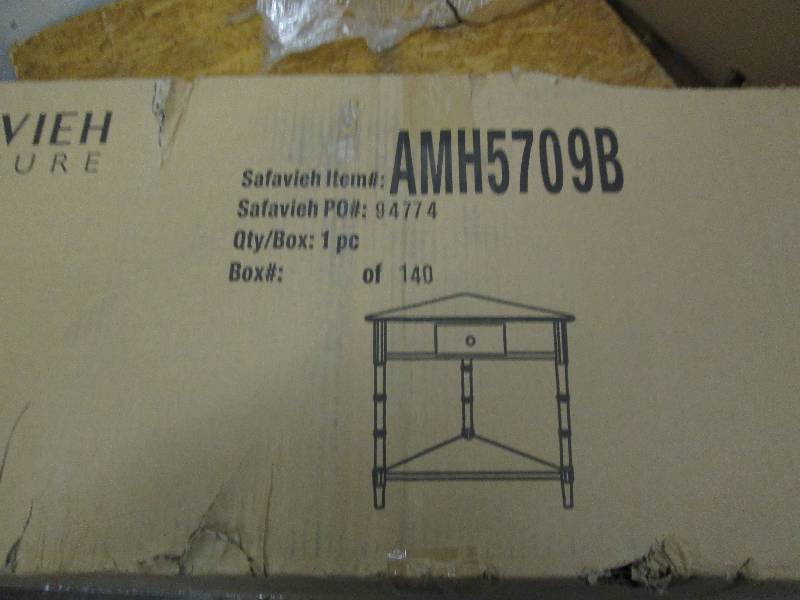 VIEH
URE
Safavieh Item#: AMH5709B
Safavieh PO#: 94774
Qty/Box: 1 pc
Box#: of 140